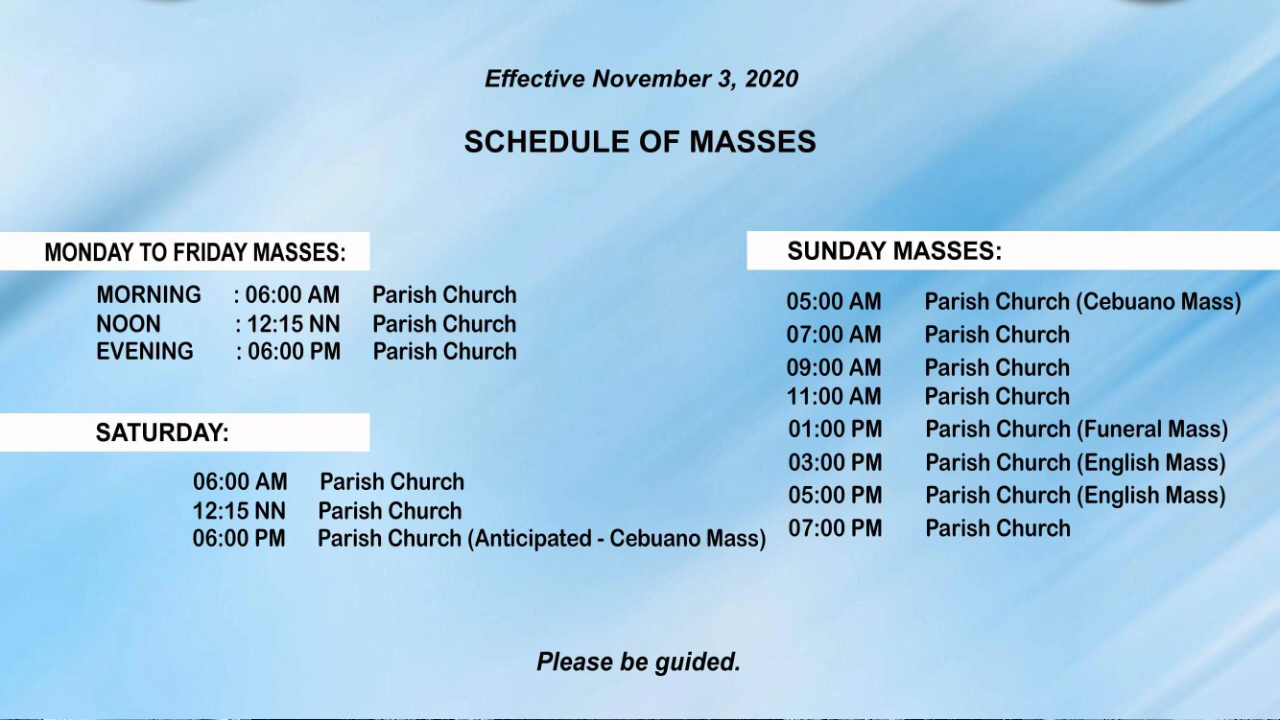 Effective November 3, 2020
SCHEDULE OF MASSES
MONDAY TO FRIDAY MASSES:
MORNING : 06:00 AM Parish Church
NOON : 12:15 NN Parish Church
EVENING : 06:00 PM Parish Church
SATURDAY:
06:00 AM Parish Church
12:15 NN Parish Church
06:00 PM Parish Church (Anticipated - Cebuano Mass)
SUNDAY MASSES:
05:00 AM Parish Church (Cebuano Mass)
07:00 AM Parish Church
09:00 AM Parish Church
11:00 AM Parish Church
01:00 PM Parish Church (Funeral Mass)
03:00 PM Parish Church (English Mass)
05:00 PM Parish Church (English Mass)
07:00 PM Parish Church
Please be guided.